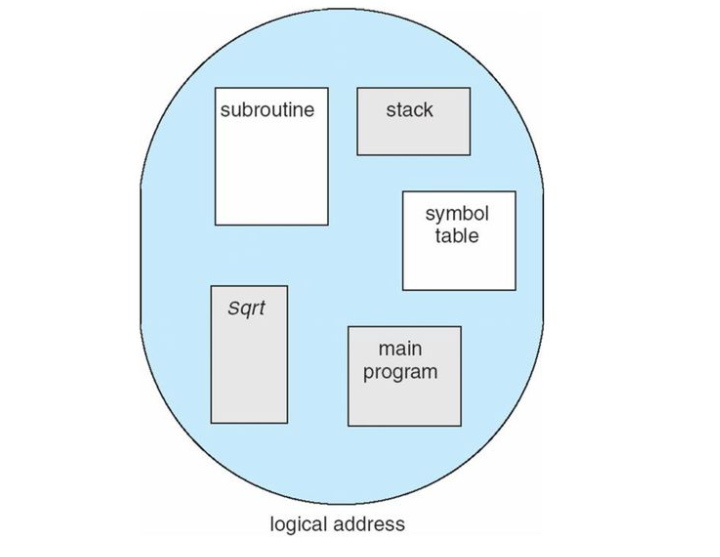 subroutine
stack
symbol
table
Sqrt
main
program
logical address